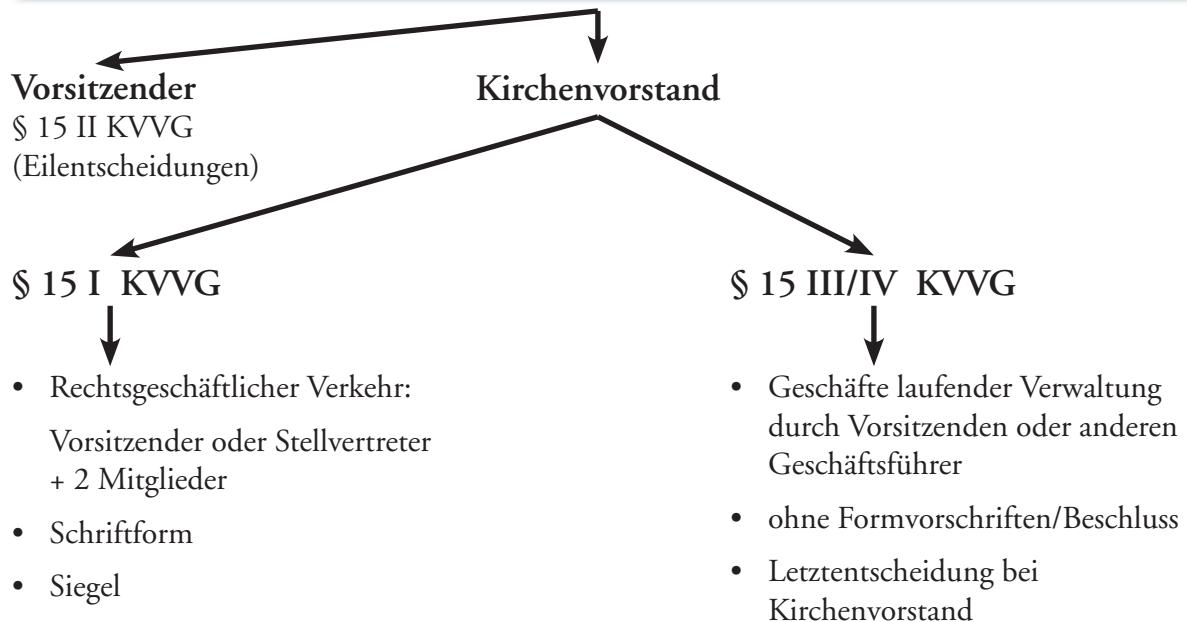 Vorsitzender
§ 15 II KVVG
(Eilentscheidungen)
Kirchenvorstand
§ 15 I KVVG
• Rechtsgeschäftlicher Verkehr:
Vorsitzender oder Stellvertreter
+ 2 Mitglieder
• Schriftform
• Siegel
§ 15 III/IV KVVG
• Geschäfte laufender Verwaltung
durch Vorsitzenden oder anderen
Geschäftsführer
• ohne Formvorschriften/Beschluss
• Letztentscheidung bei
Kirchenvorstand